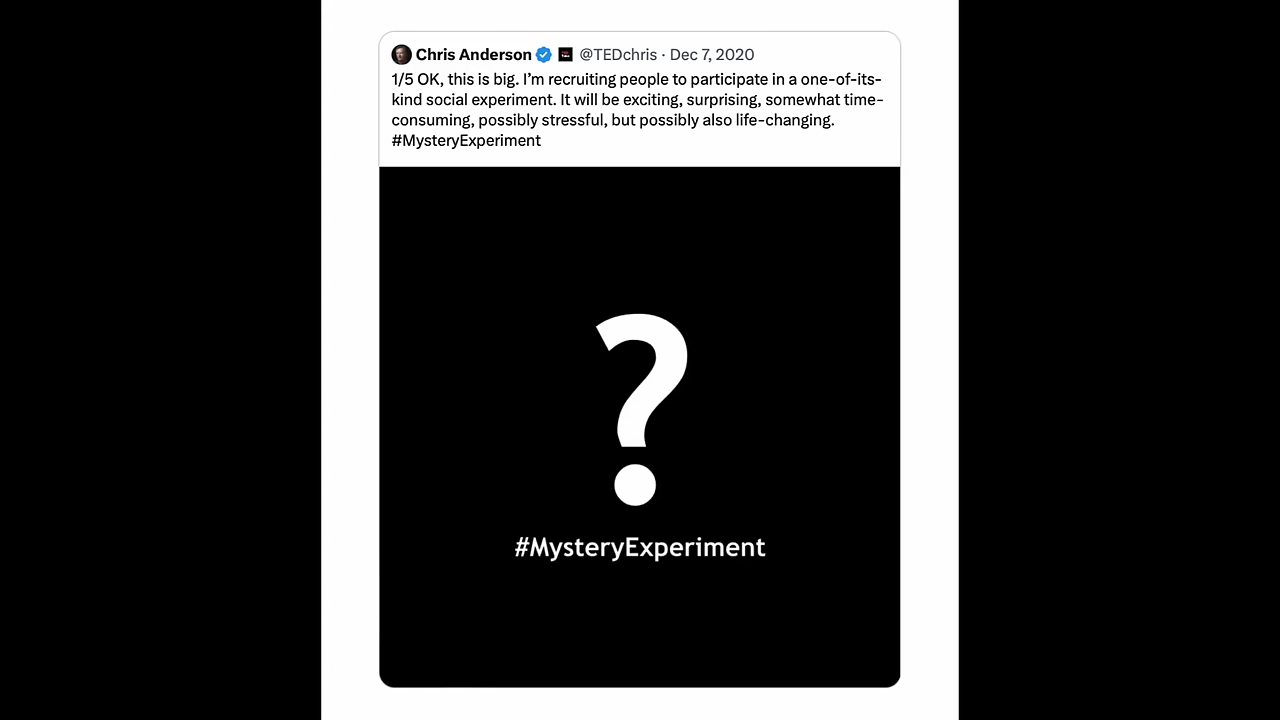 Chris Anderson @TEDchris · Dec 7, 2020
1/5 OK, this is big. I’m recruiting people to participate in a one-of-its-
kind social experiment. It will be exciting, surprising, somewhat time-
consuming, possibly stressful, but possibly also life-changing.
#MysteryExperiment
?
#MysteryExperiment